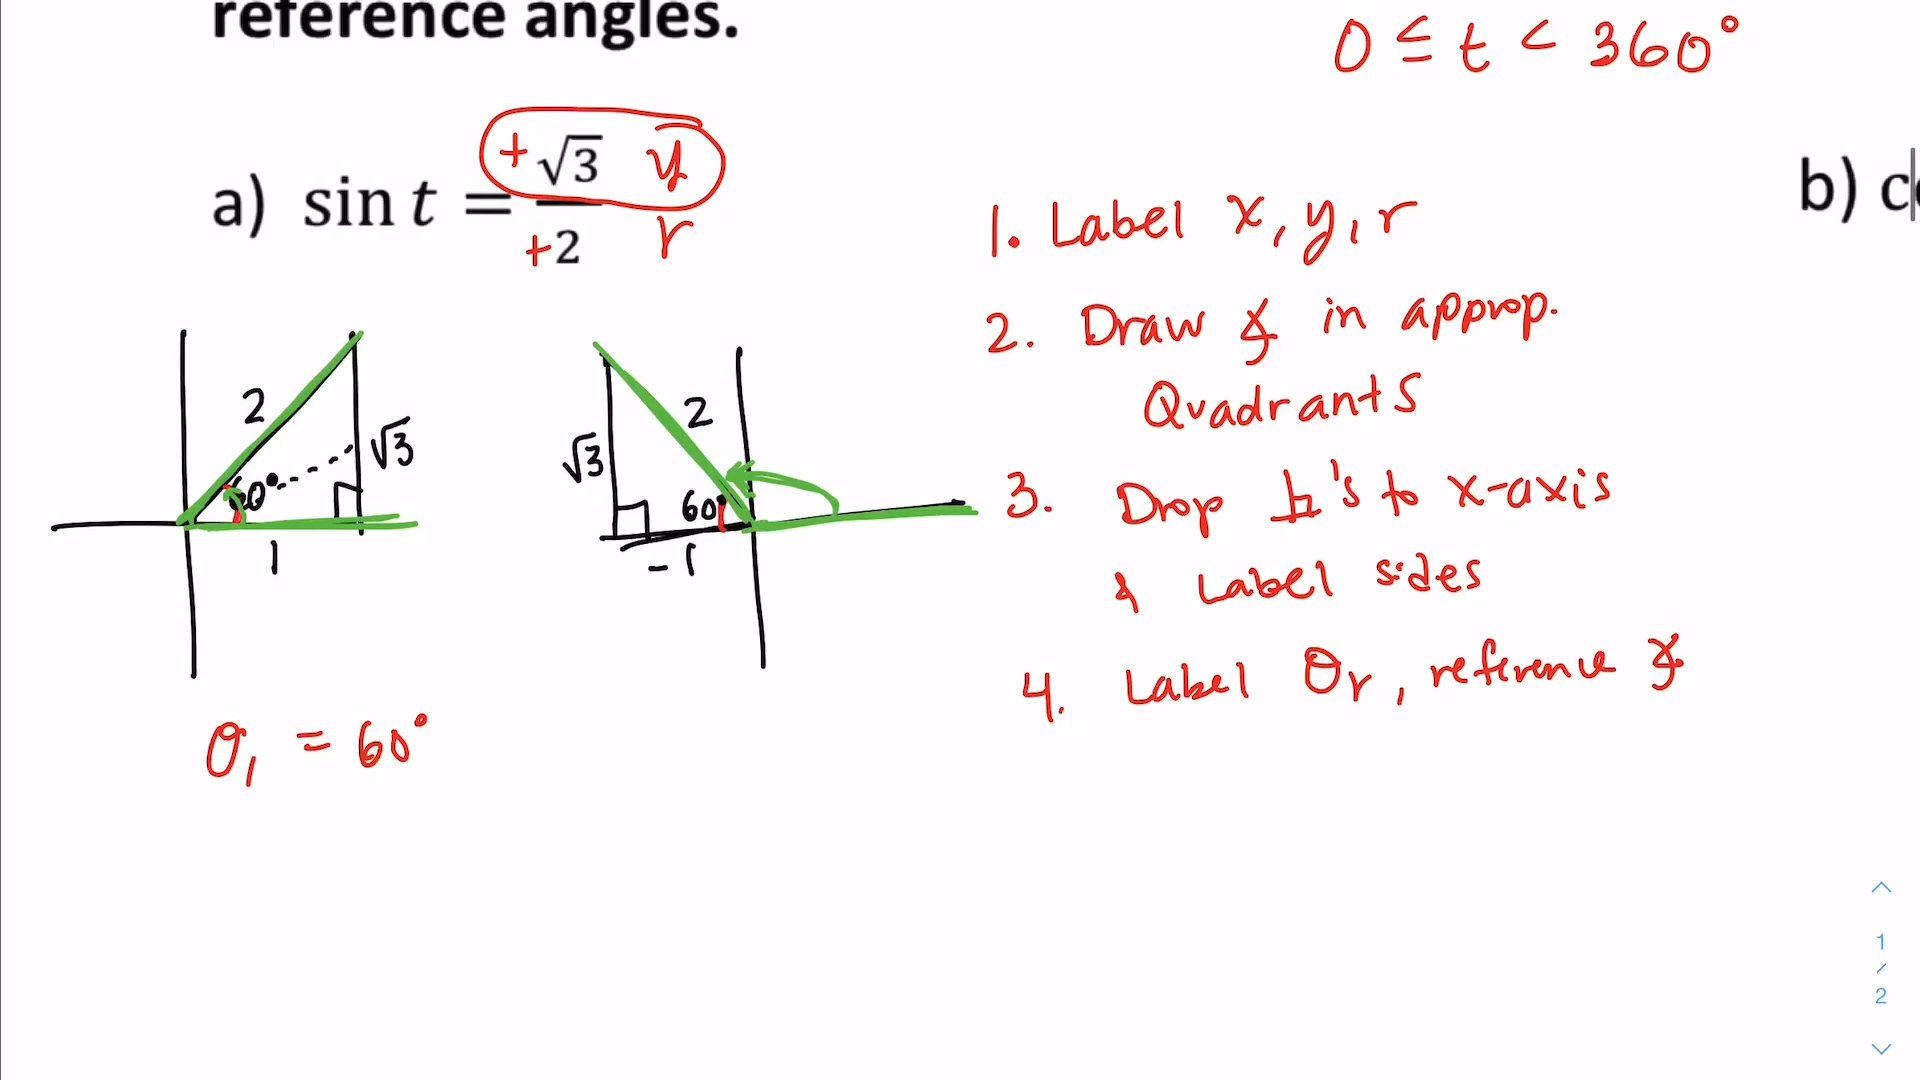 reference angles.
0 ≤ t < 360°
a) sin t = +√3 / +2 y / r
b) c
1. Label x, y, r
2. Draw ∡ in approp.
Quadrants
3. Drop ⊾'s to x-axis
& Label sides
4. Label θr, reference ∡
2
√3
60°
1
2
√3
60
-1
θ₁ = 60°
1
/
2